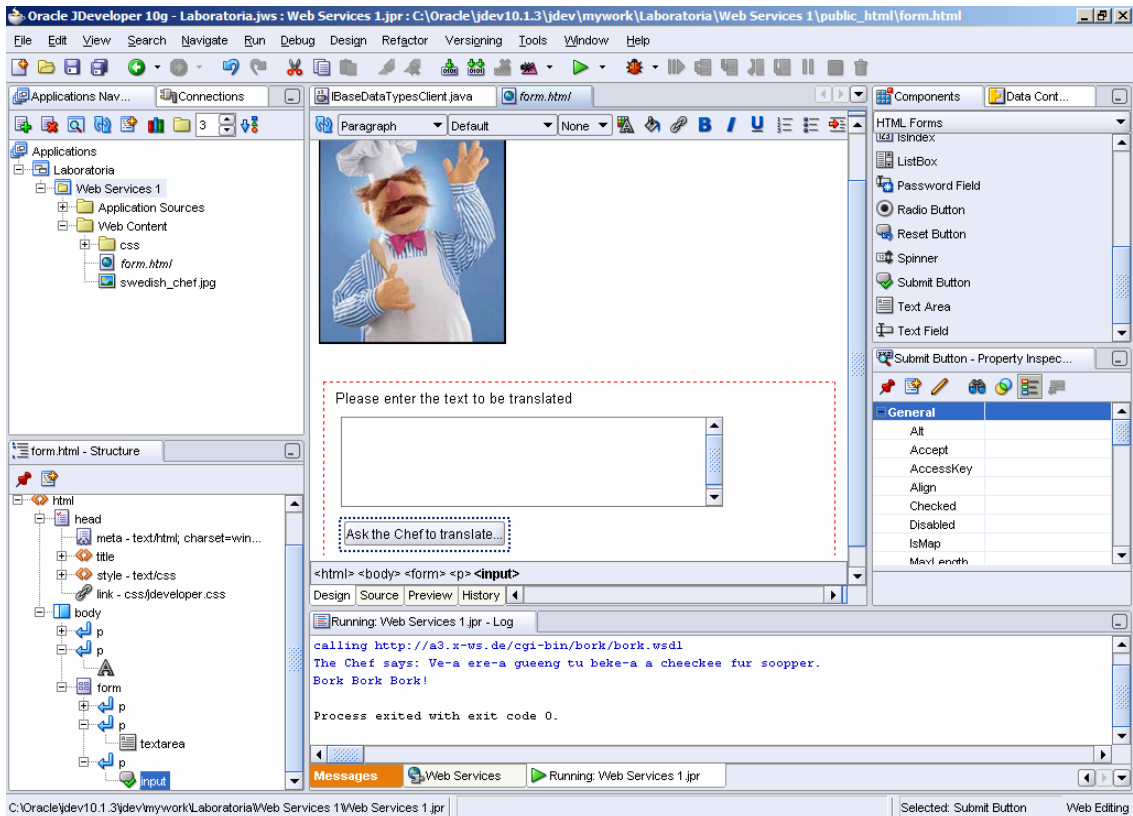 Oracle JDeveloper 10g - Laboratoria.jws : Web Services 1.jpr : C:\Oracle\jdev10.1.3\jdev\mywork\Laboratoria\Web Services 1\public_html\form.html
File Edit View Search Navigate Run Debug Design Refactor Versioning Tools Window Help
Applications Nav... Connections
3
Applications
Laboratoria
Web Services 1
Application Sources
Web Content
css
form.html
swedish_chef.jpg
form.html - Structure
html
head
meta - text/html; charset=win...
title
style - text/css
link - css/jdeveloper.css
body
p
p
form
p
p
textarea
p
input
IBaseDataTypesClient.java form.html
Paragraph Default None B I U
Please enter the text to be translated
Ask the Chef to translate...
<html> <body> <form> <p> <input>
Design Source Preview History
Running: Web Services 1.jpr - Log
calling http://a3.x-ws.de/cgi-bin/bork/bork.wsdl
The Chef says: Ve-a ere-a gueeng tu beke-a a cheeckee fur soopper.
Bork Bork Bork!
Process exited with exit code 0.
Messages Web Services Running: Web Services 1.jpr
Components Data Cont...
HTML Forms
IsIndex
ListBox
Password Field
Radio Button
Reset Button
Spinner
Submit Button
Text Area
Text Field
Submit Button - Property Inspec...
General
Alt
Accept
AccessKey
Align
Checked
Disabled
IsMap
MaxLength
C:\Oracle\jdev10.1.3\jdev\mywork\Laboratoria\Web Services 1\Web Services 1.jpr Selected: Submit Button Web Editing